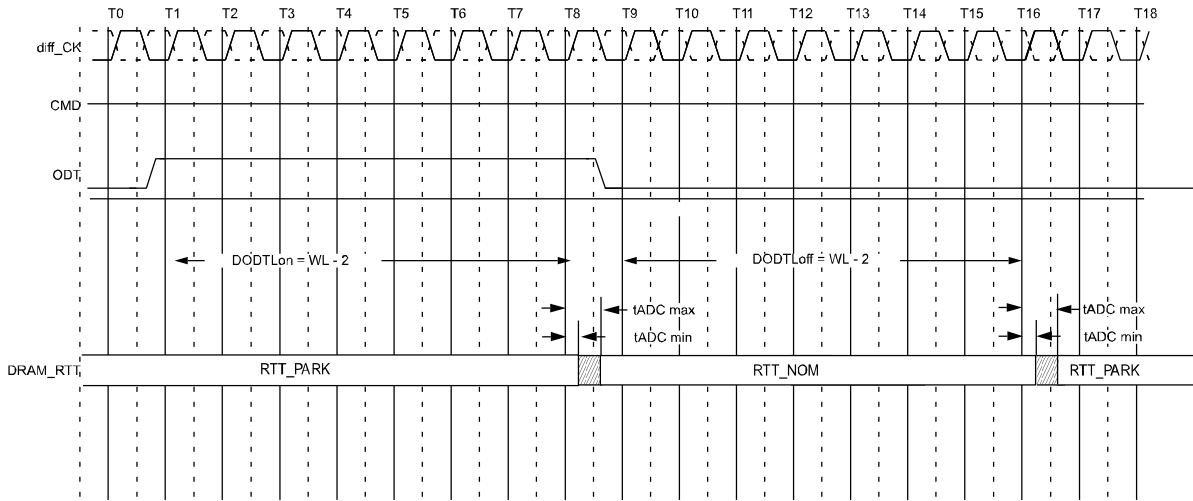 T0 T1 T2 T3 T4 T5 T6 T7 T8 T9 T10 T11 T12 T13 T14 T15 T16 T17 T18
diff_CK
CMD
ODT
DODTLon = WL - 2 DODTLoff = WL - 2
tADC max tADC max
tADC min tADC min
DRAM_RTT RTT_PARK RTT_NOM RTT_PARK